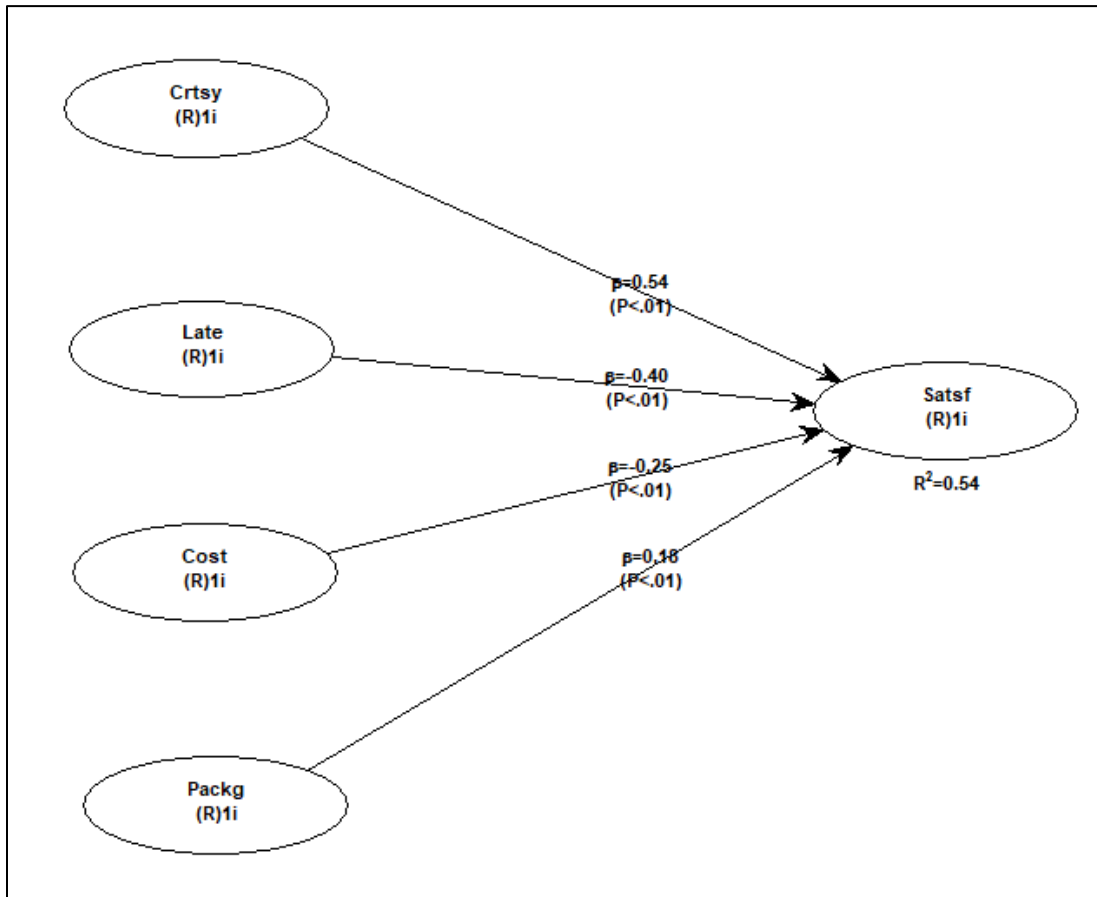 Crtsy
(R)1i
β=0.54
(P<.01)
Late
(R)1i
β=-0.40
(P<.01)
Satsf
(R)1i
R²=0.54
β=-0.25
(P<.01)
Cost
(R)1i
β=0.18
(P<.01)
Packg
(R)1i